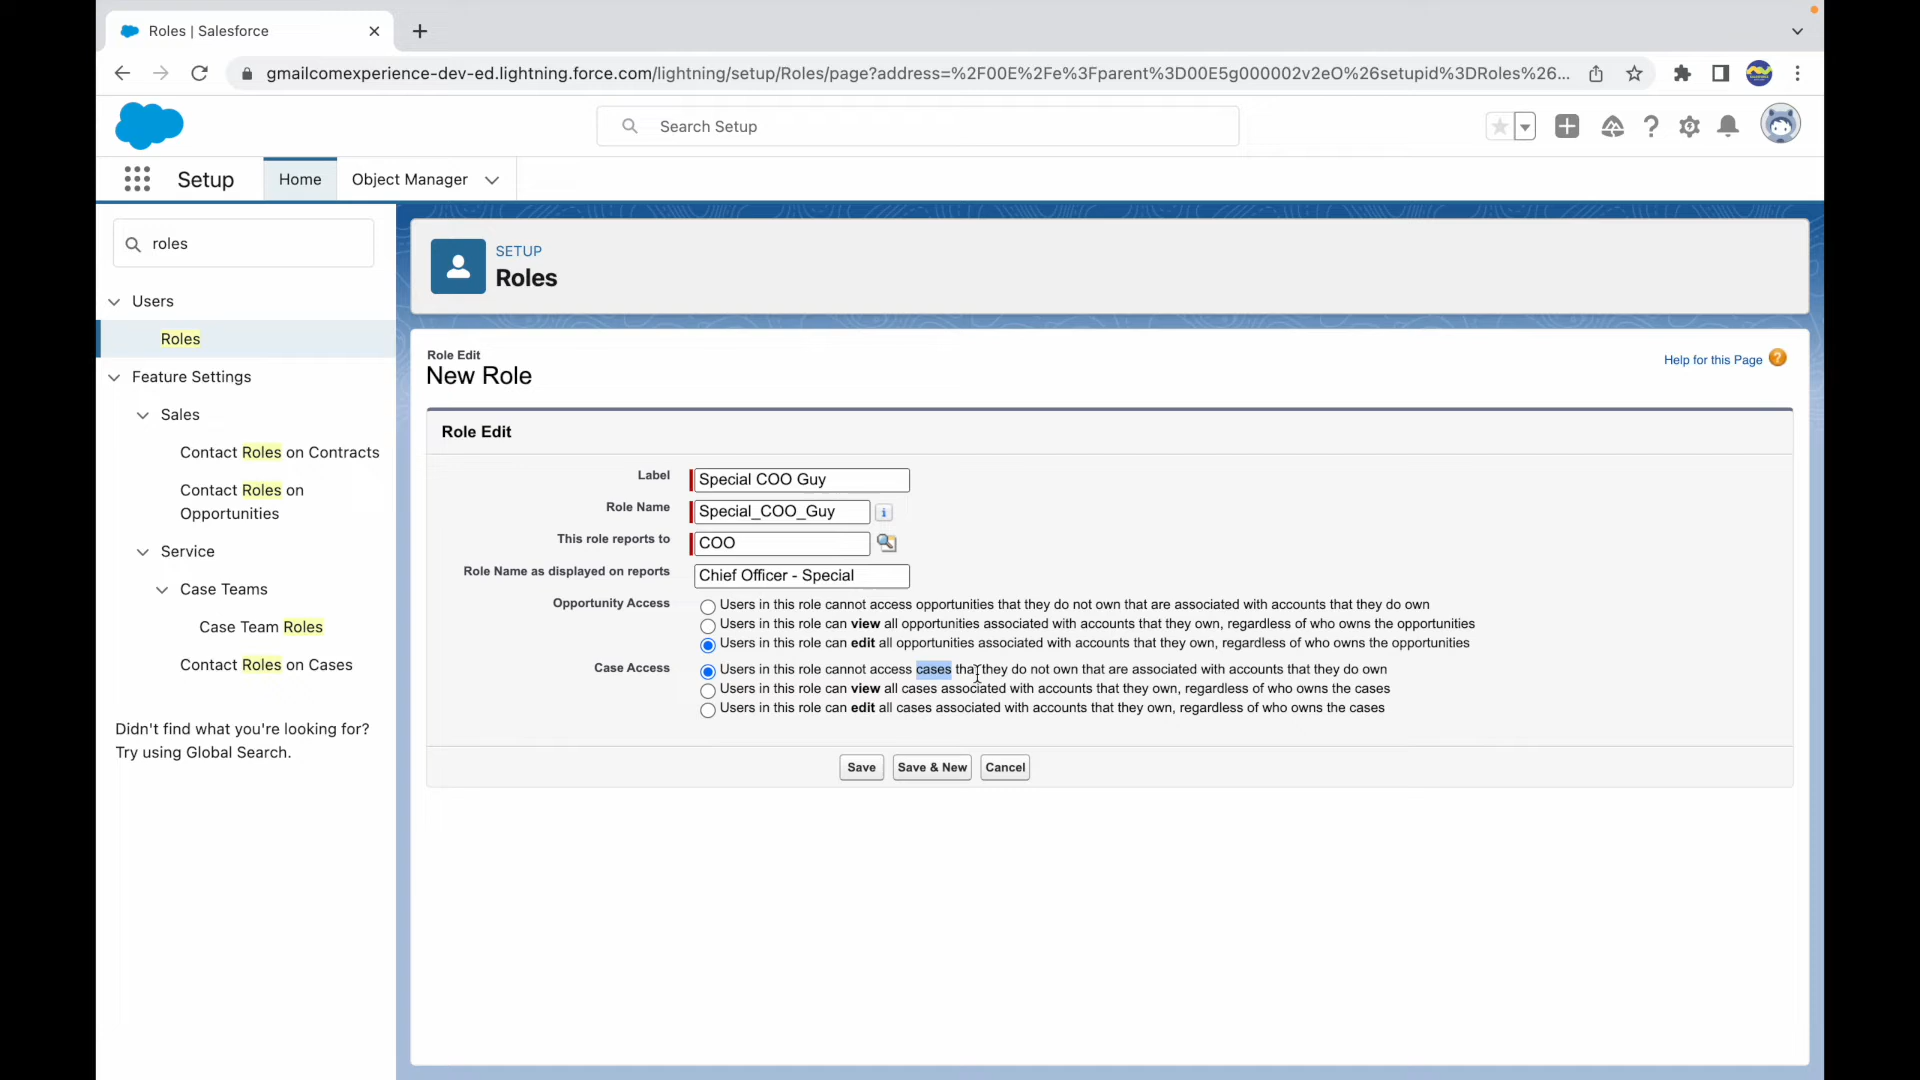 Roles | Salesforce
gmailcomexperience-dev-ed.lightning.force.com/lightning/setup/Roles/page?address=%2F00E%2Fe%3Fparent%3D00E5g000002v2eO%26setupid%3DRoles%26...
Search Setup
Setup
Home
Object Manager
roles
Users
Roles
Feature Settings
Sales
Contact Roles on Contracts
Contact Roles on
Opportunities
Service
Case Teams
Case Team Roles
Contact Roles on Cases
Didn't find what you're looking for?
Try using Global Search.
SETUP
Roles
Role Edit
New Role
Help for this Page ?
Role Edit
Label Special COO Guy
Role Name Special_COO_Guy i
This role reports to COO
Role Name as displayed on reports Chief Officer - Special
Opportunity Access Users in this role cannot access opportunities that they do not own that are associated with accounts that they do own
Users in this role can view all opportunities associated with accounts that they own, regardless of who owns the opportunities
Users in this role can edit all opportunities associated with accounts that they own, regardless of who owns the opportunities
Case Access Users in this role cannot access cases that they do not own that are associated with accounts that they do own
Users in this role can view all cases associated with accounts that they own, regardless of who owns the cases
Users in this role can edit all cases associated with accounts that they own, regardless of who owns the cases
Save Save & New Cancel